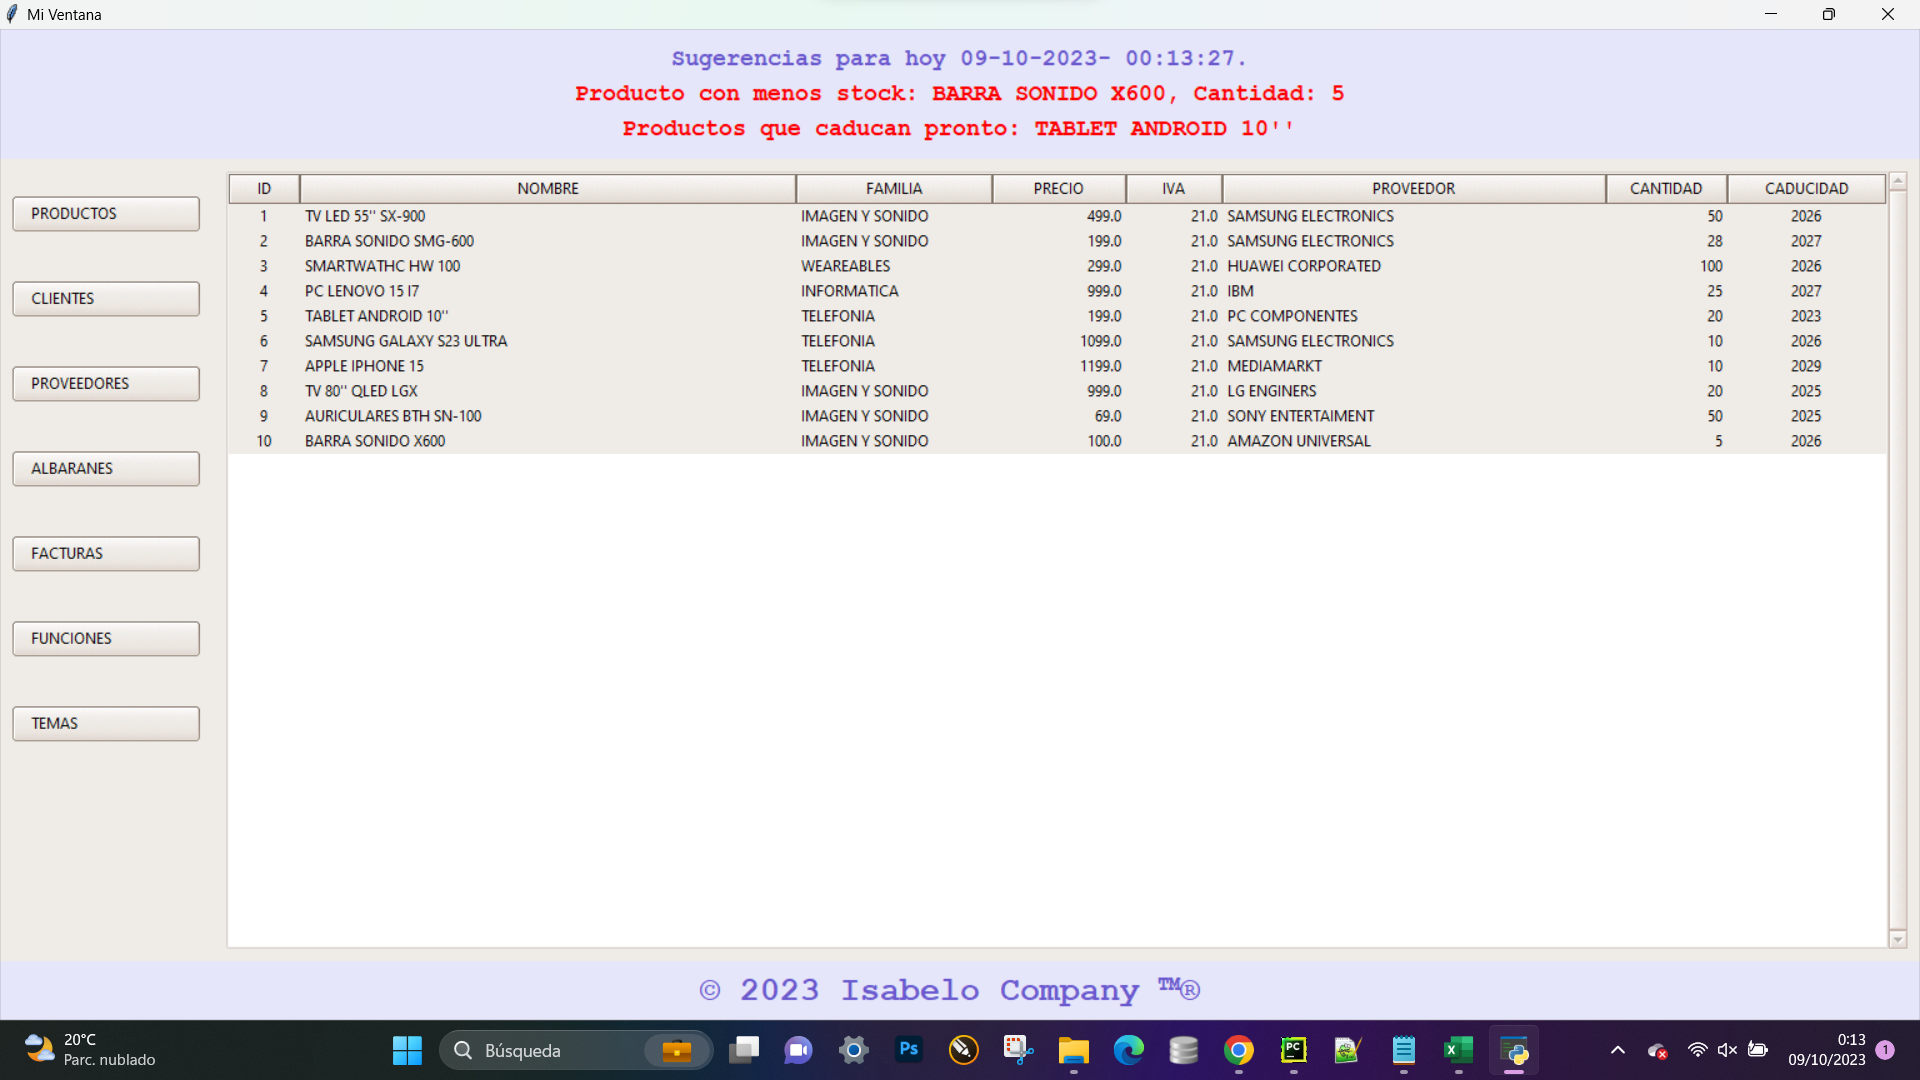 Mi Ventana
Sugerencias para hoy 09-10-2023- 00:13:27.
Producto con menos stock: BARRA SONIDO X600, Cantidad: 5
Productos que caducan pronto: TABLET ANDROID 10''
ID NOMBRE FAMILIA PRECIO IVA PROVEEDOR CANTIDAD CADUCIDAD
1 TV LED 55'' SX-900 IMAGEN Y SONIDO 499.0 21.0 SAMSUNG ELECTRONICS 50 2026
2 BARRA SONIDO SMG-600 IMAGEN Y SONIDO 199.0 21.0 SAMSUNG ELECTRONICS 28 2027
3 SMARTWATHC HW 100 WEAREABLES 299.0 21.0 HUAWEI CORPORATED 100 2026
4 PC LENOVO 15 I7 INFORMATICA 999.0 21.0 IBM 25 2027
5 TABLET ANDROID 10'' TELEFONIA 199.0 21.0 PC COMPONENTES 20 2023
6 SAMSUNG GALAXY S23 ULTRA TELEFONIA 1099.0 21.0 SAMSUNG ELECTRONICS 10 2026
7 APPLE IPHONE 15 TELEFONIA 1199.0 21.0 MEDIAMARKT 10 2029
8 TV 80'' QLED LGX IMAGEN Y SONIDO 999.0 21.0 LG ENGINERS 20 2025
9 AURICULARES BTH SN-100 IMAGEN Y SONIDO 69.0 21.0 SONY ENTERTAIMENT 50 2025
10 BARRA SONIDO X600 IMAGEN Y SONIDO 100.0 21.0 AMAZON UNIVERSAL 5 2026
PRODUCTOS
CLIENTES
PROVEEDORES
ALBARANES
FACTURAS
FUNCIONES
TEMAS
© 2023 Isabelo Company ™®
20°C
Parc. nublado
Búsqueda
Ps
PC
X
0:13
09/10/2023
1